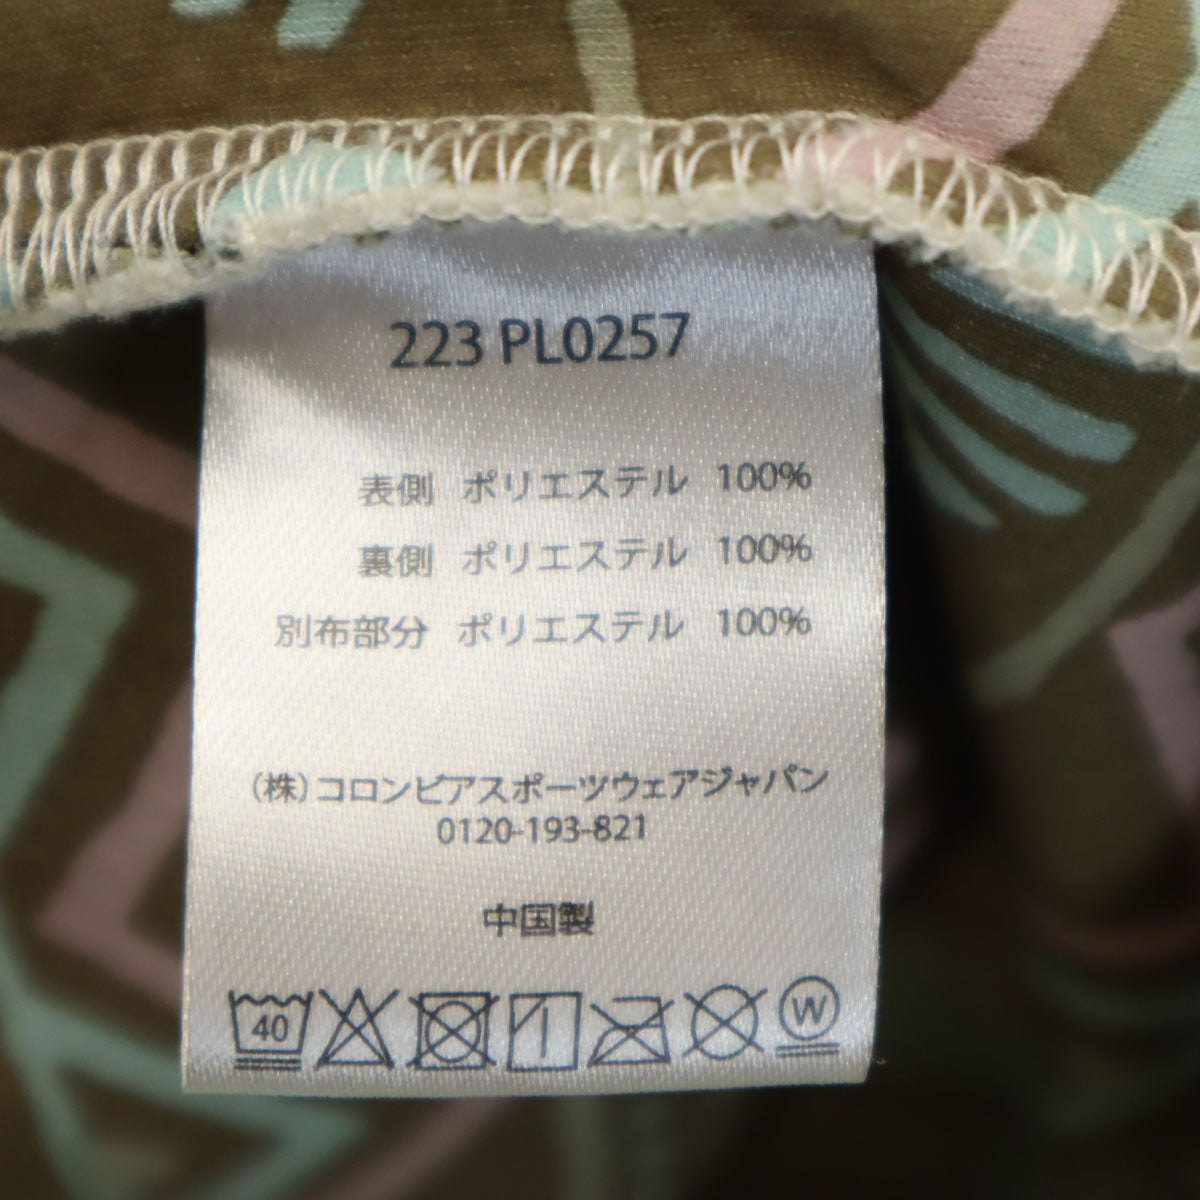 223 PL0257
表側 ポリエステル 100%
裏側 ポリエステル 100%
別布部分 ポリエステル 100%
(株)コロンビアスポーツウェアジャパン
0120-193-821
中国製
40 W